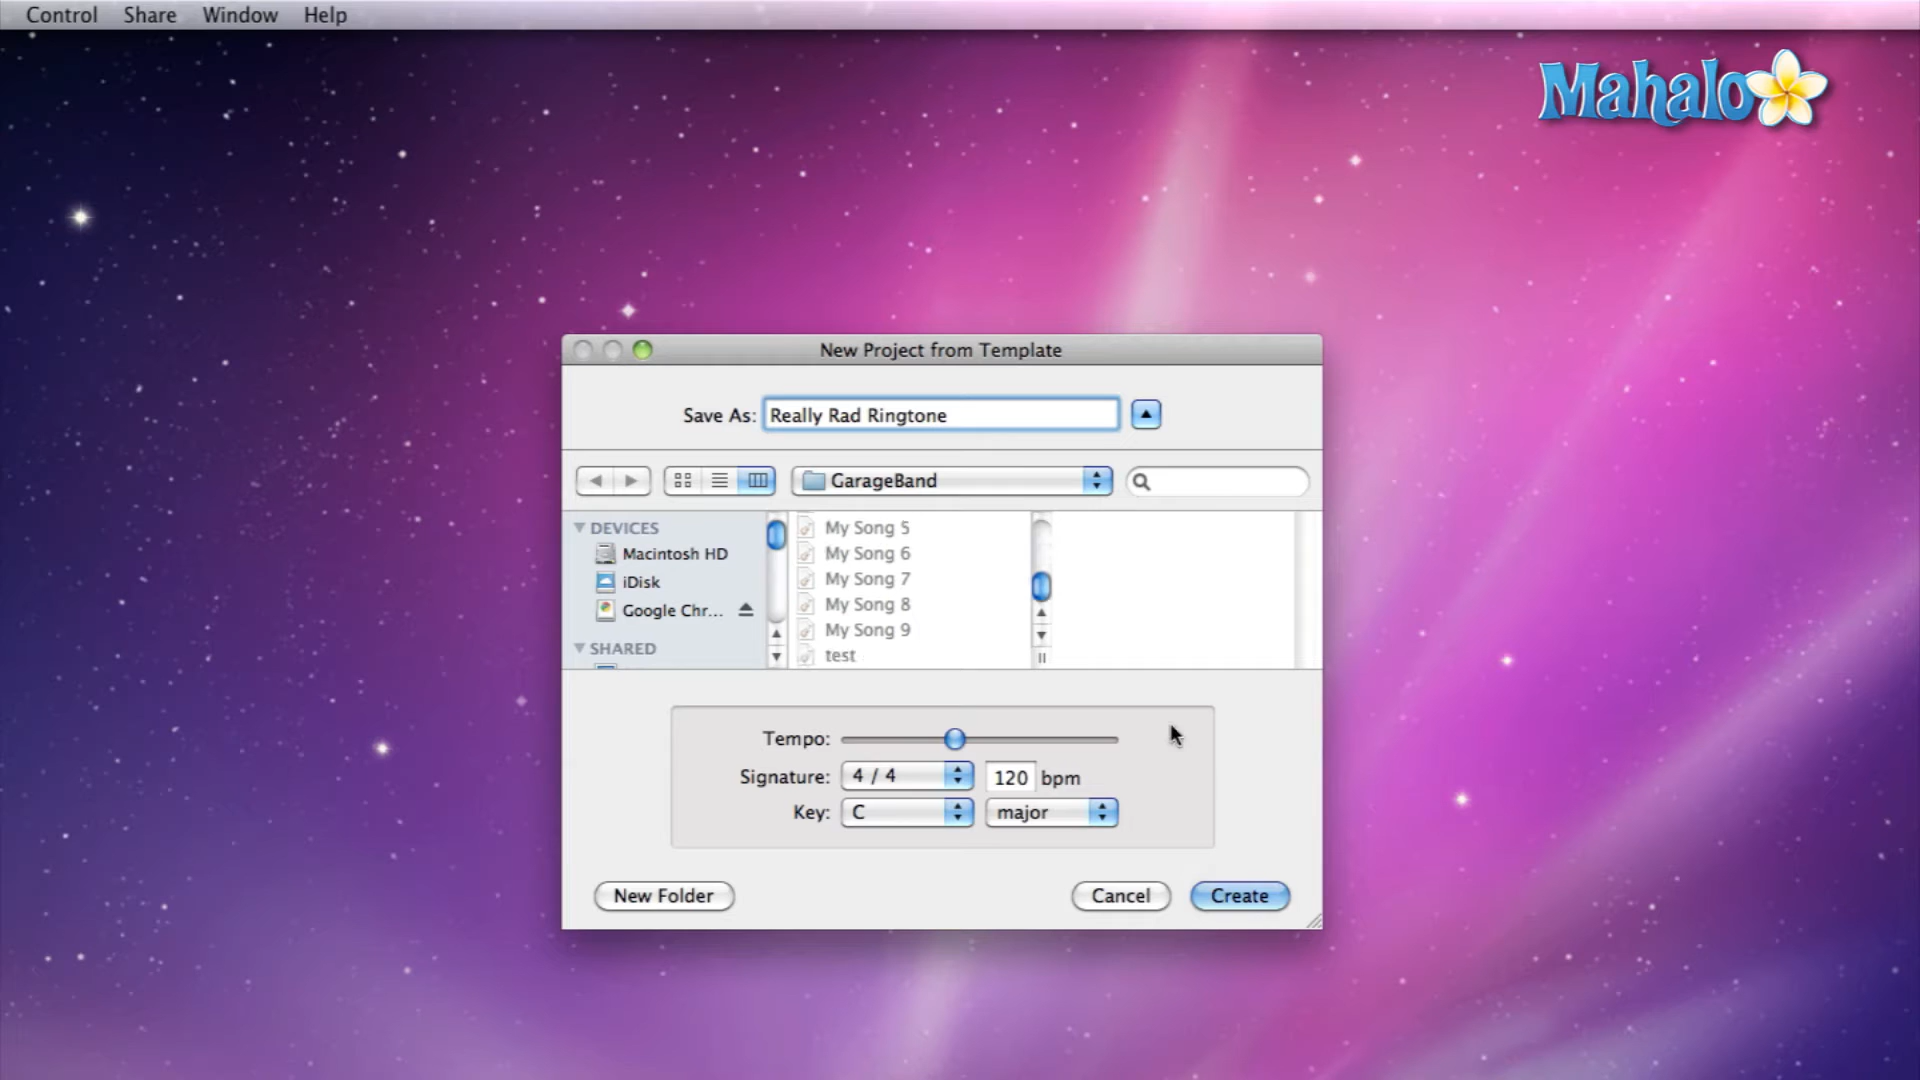 Control Share Window Help
Mahalo
New Project from Template
Save As: Really Rad Ringtone
GarageBand
DEVICES
Macintosh HD
iDisk
Google Chr...
SHARED
My Song 5
My Song 6
My Song 7
My Song 8
My Song 9
test
Tempo:
Signature: 4 / 4 120 bpm
Key: C major
New Folder Cancel Create